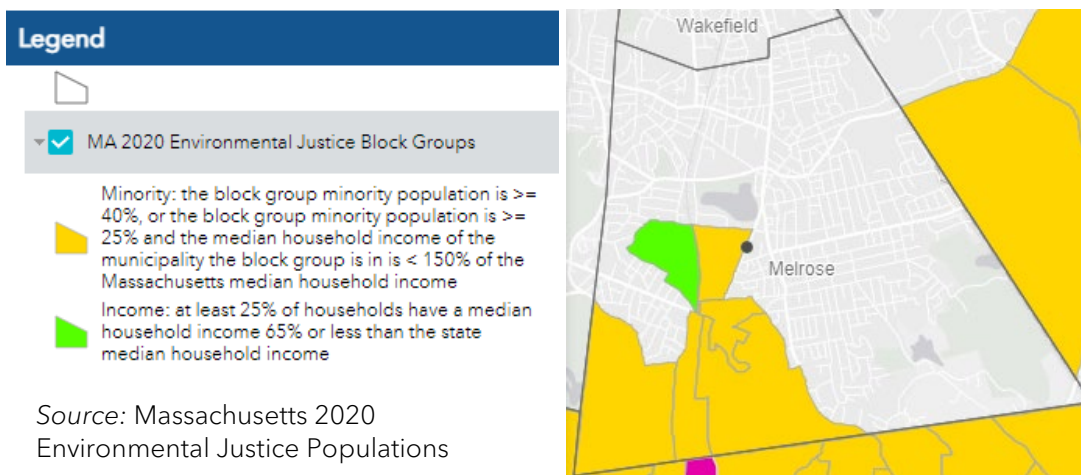 Legend
MA 2020 Environmental Justice Block Groups
Minority: the block group minority population is >=
40%, or the block group minority population is >=
25% and the median household income of the
municipality the block group is in is < 150% of the
Massachusetts median household income
Income: at least 25% of households have a median
household income 65% or less than the state
median household income
Source: Massachusetts 2020
Environmental Justice Populations
Wakefield
Melrose